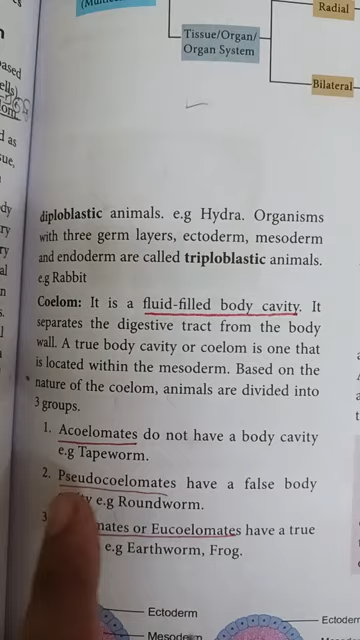 Radial
Tissue/Organ/
Organ System
Bilateral
diploblastic animals. e.g Hydra. Organisms
with three germ layers, ectoderm, mesoderm
and endoderm are called triploblastic animals.
e.g Rabbit
Coelom: It is a fluid-filled body cavity. It
separates the digestive tract from the body
wall. A true body cavity or coelom is one that
is located within the mesoderm. Based on the
nature of the coelom, animals are divided into
3 groups.
1. Acoelomates do not have a body cavity
e.g Tapeworm.
2. Pseudocoelomates have a false body
e.g Roundworm.
3 mates or Eucoelomates have a true
e.g Earthworm, Frog.
Ectoderm
Mesoderm